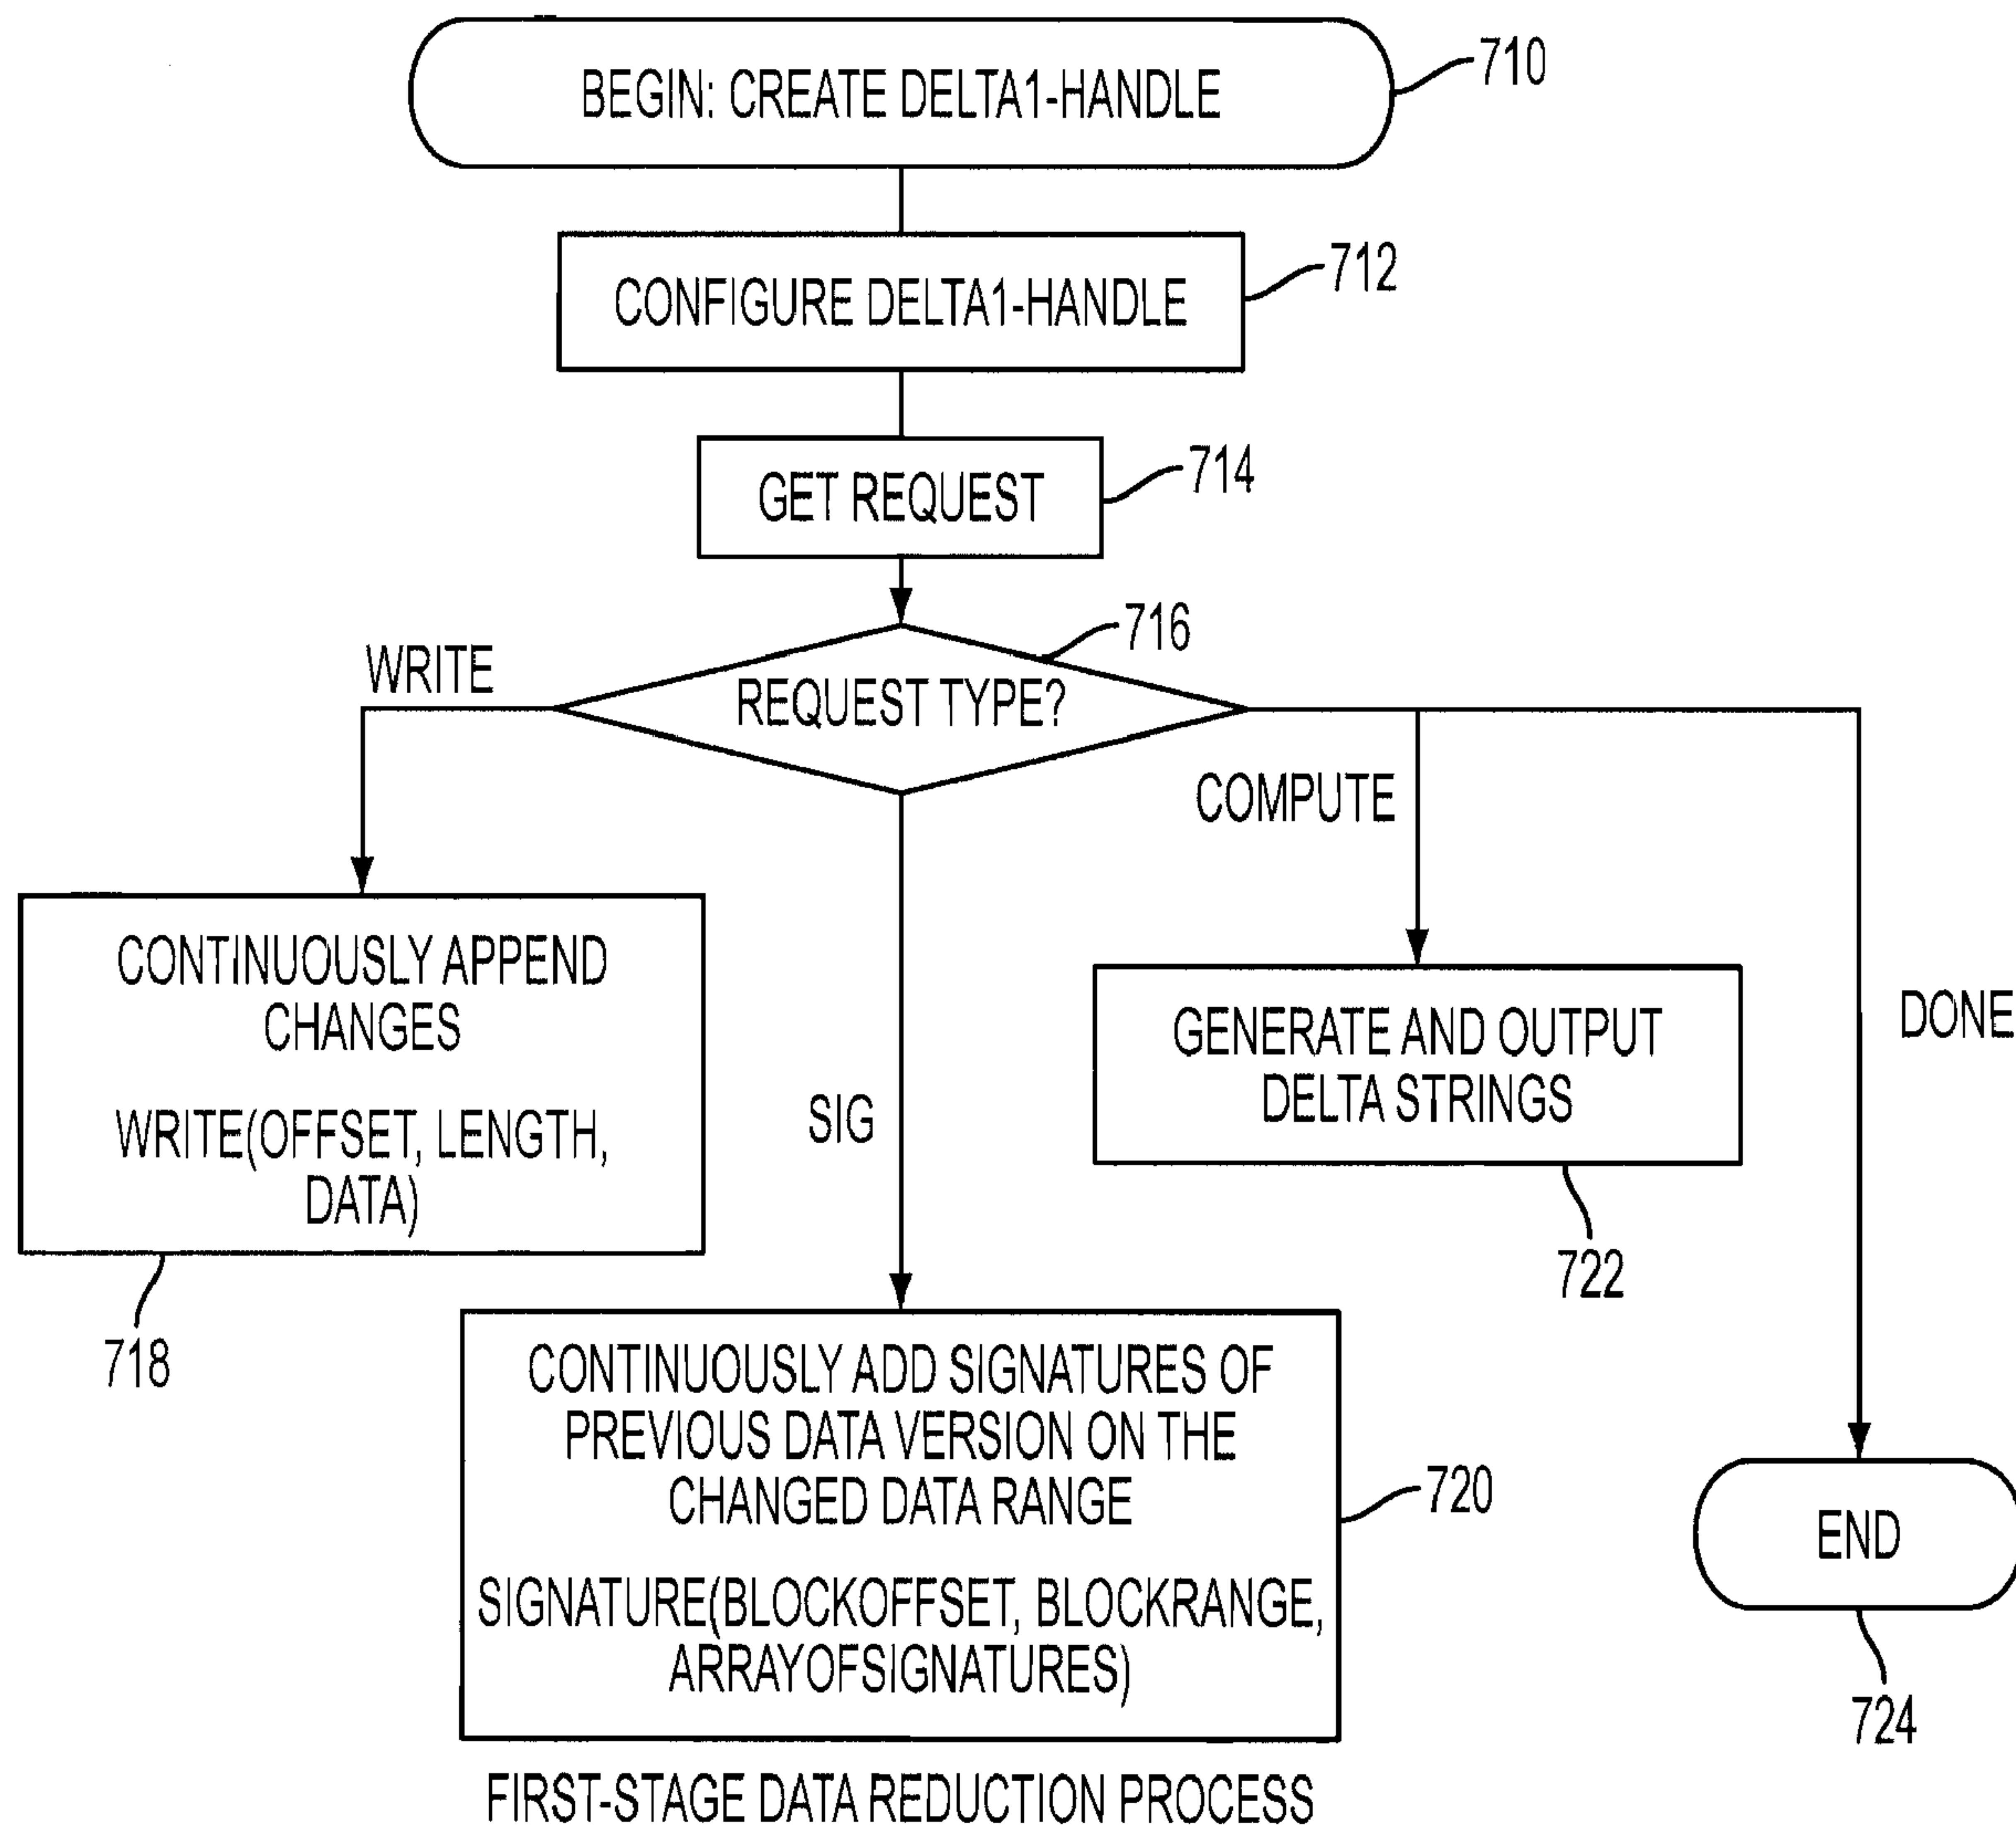 BEGIN: CREATE DELTA1-HANDLE
710
CONFIGURE DELTA1-HANDLE
712
GET REQUEST
714
716
REQUEST TYPE?
WRITE
COMPUTE
DONE
SIG
CONTINUOUSLY APPEND
CHANGES
WRITE(OFFSET, LENGTH,
DATA)
718
GENERATE AND OUTPUT
DELTA STRINGS
722
CONTINUOUSLY ADD SIGNATURES OF
PREVIOUS DATA VERSION ON THE
CHANGED DATA RANGE
SIGNATURE(BLOCKOFFSET, BLOCKRANGE,
ARRAYOFSIGNATURES)
720
END
724
FIRST-STAGE DATA REDUCTION PROCESS